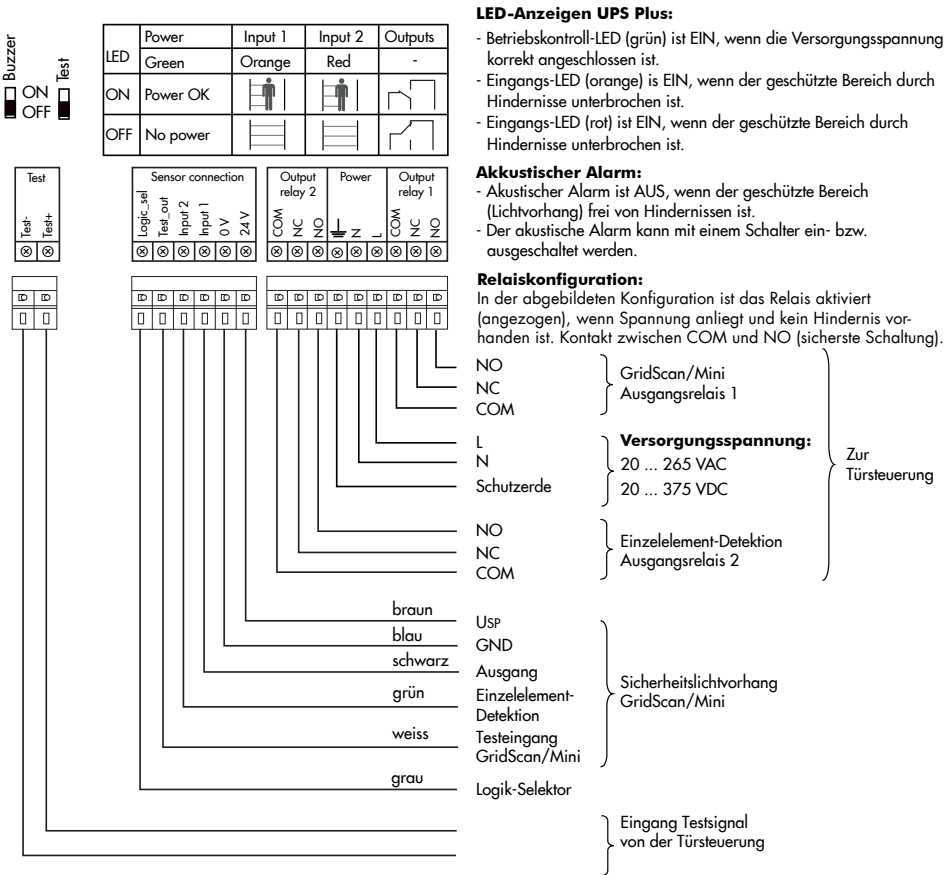 Buzzer
ON
OFF
Test
LED Power Input 1 Input 2 Outputs
Green Orange Red -
ON Power OK
OFF No power
Test
Test-
Test+
Sensor connection
Logic_sel
Test_out
Input 2
Input 1
0 V
24 V
Output relay 2
Power
Output relay 1
COM
NC
NO
N
L
COM
NC
NO
LED-Anzeigen UPS Plus:
- Betriebskontroll-LED (grün) ist EIN, wenn die Versorgungsspannung
korrekt angeschlossen ist.
- Eingangs-LED (orange) is EIN, wenn der geschützte Bereich durch
Hindernisse unterbrochen ist.
- Eingangs-LED (rot) ist EIN, wenn der geschützte Bereich durch
Hindernisse unterbrochen ist.
Akkustischer Alarm:
- Akustischer Alarm ist AUS, wenn der geschützte Bereich
(Lichtvorhang) frei von Hindernissen ist.
- Der akustische Alarm kann mit einem Schalter ein- bzw.
ausgeschaltet werden.
Relaiskonfiguration:
In der abgebildeten Konfiguration ist das Relais aktiviert
(angezogen), wenn Spannung anliegt und kein Hindernis vor-
handen ist. Kontakt zwischen COM und NO (sicherste Schaltung).
NO
NC
COM
GridScan/Mini
Ausgangsrelais 1
L
N
Schutzerde
Versorgungsspannung:
20 ... 265 VAC
20 ... 375 VDC
Zur
Türsteuerung
NO
NC
COM
Einzelelement-Detektion
Ausgangsrelais 2
braun USP
blau GND
schwarz Ausgang
grün Einzelelement-
Detektion
weiss Testeingang
GridScan/Mini
Sicherheitslichtvorhang
GridScan/Mini
grau Logik-Selektor
Eingang Testsignal
von der Türsteuerung